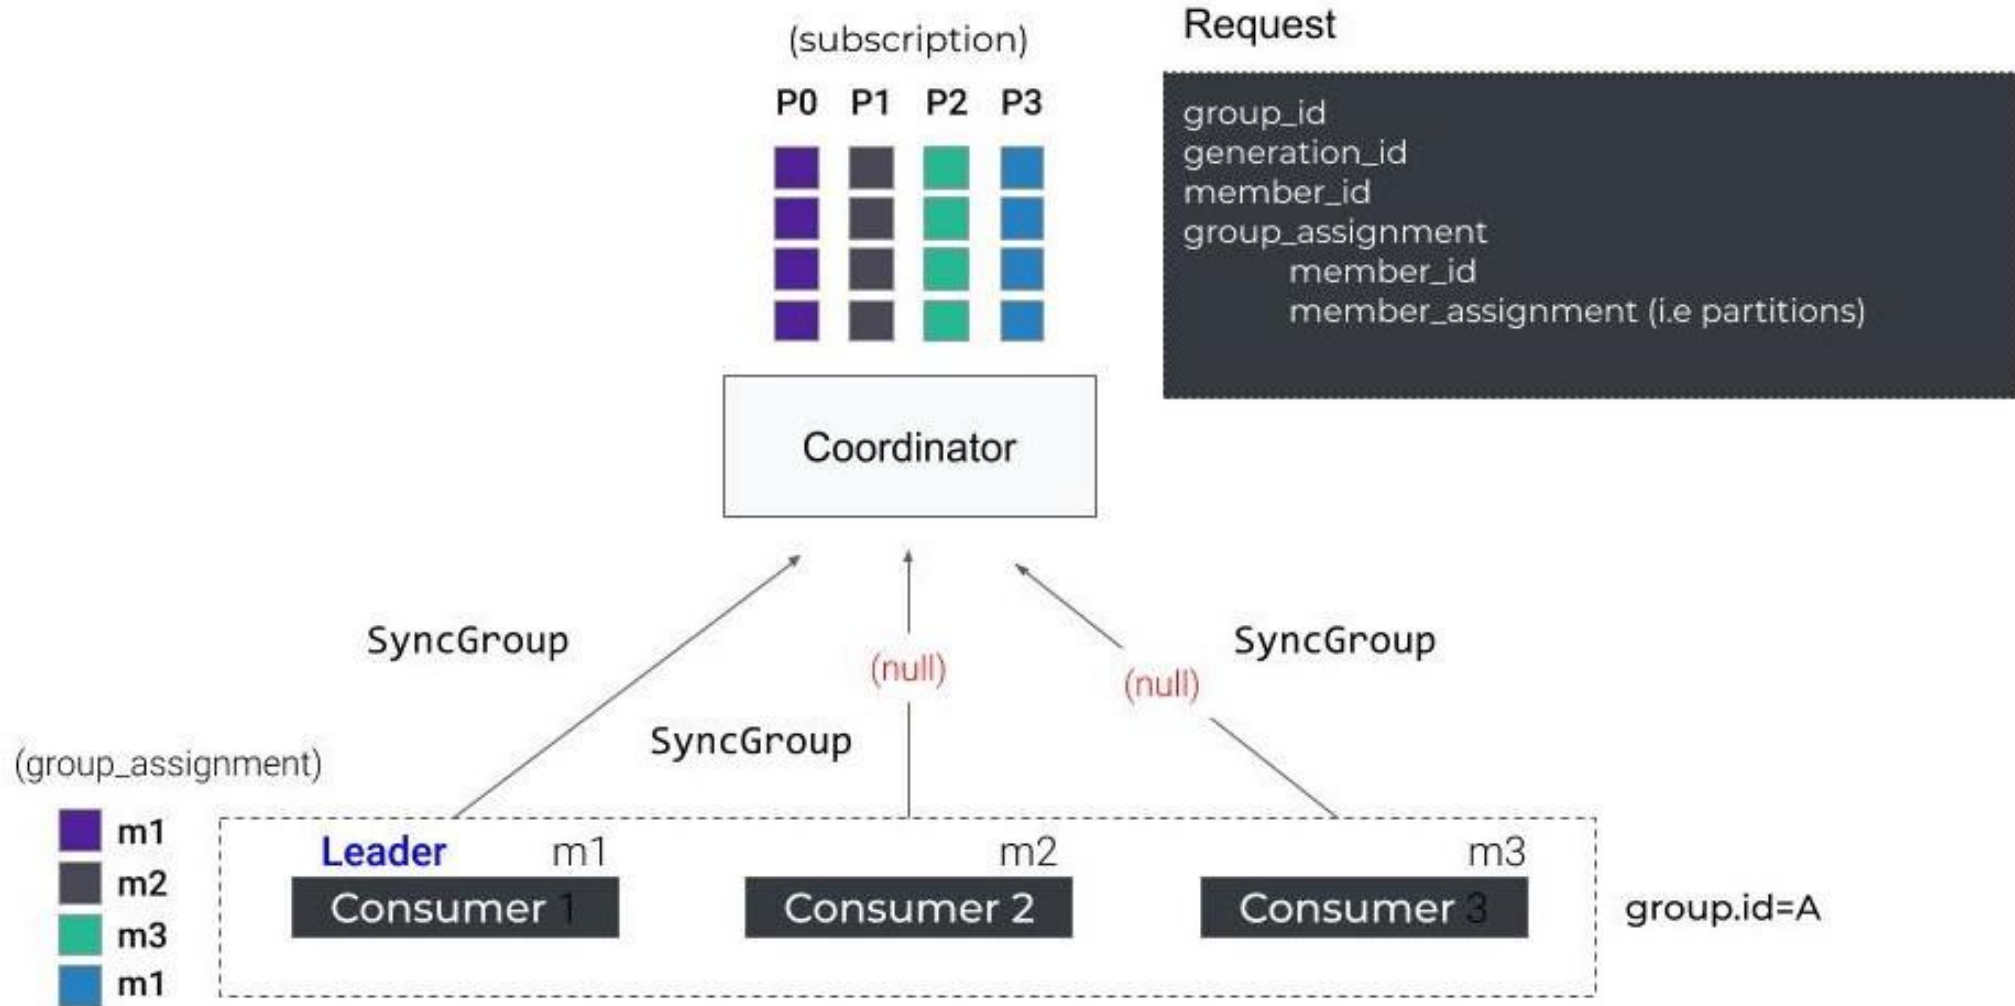 (subscription)
P0 P1 P2 P3
Request
group_id
generation_id
member_id
group_assignment
member_id
member_assignment (i.e partitions)
Coordinator
SyncGroup
(null)
SyncGroup
(null)
SyncGroup
(group_assignment)
m1
m2
m3
m1
Leader m1
Consumer 1
m2
Consumer 2
m3
Consumer 3
group.id=A